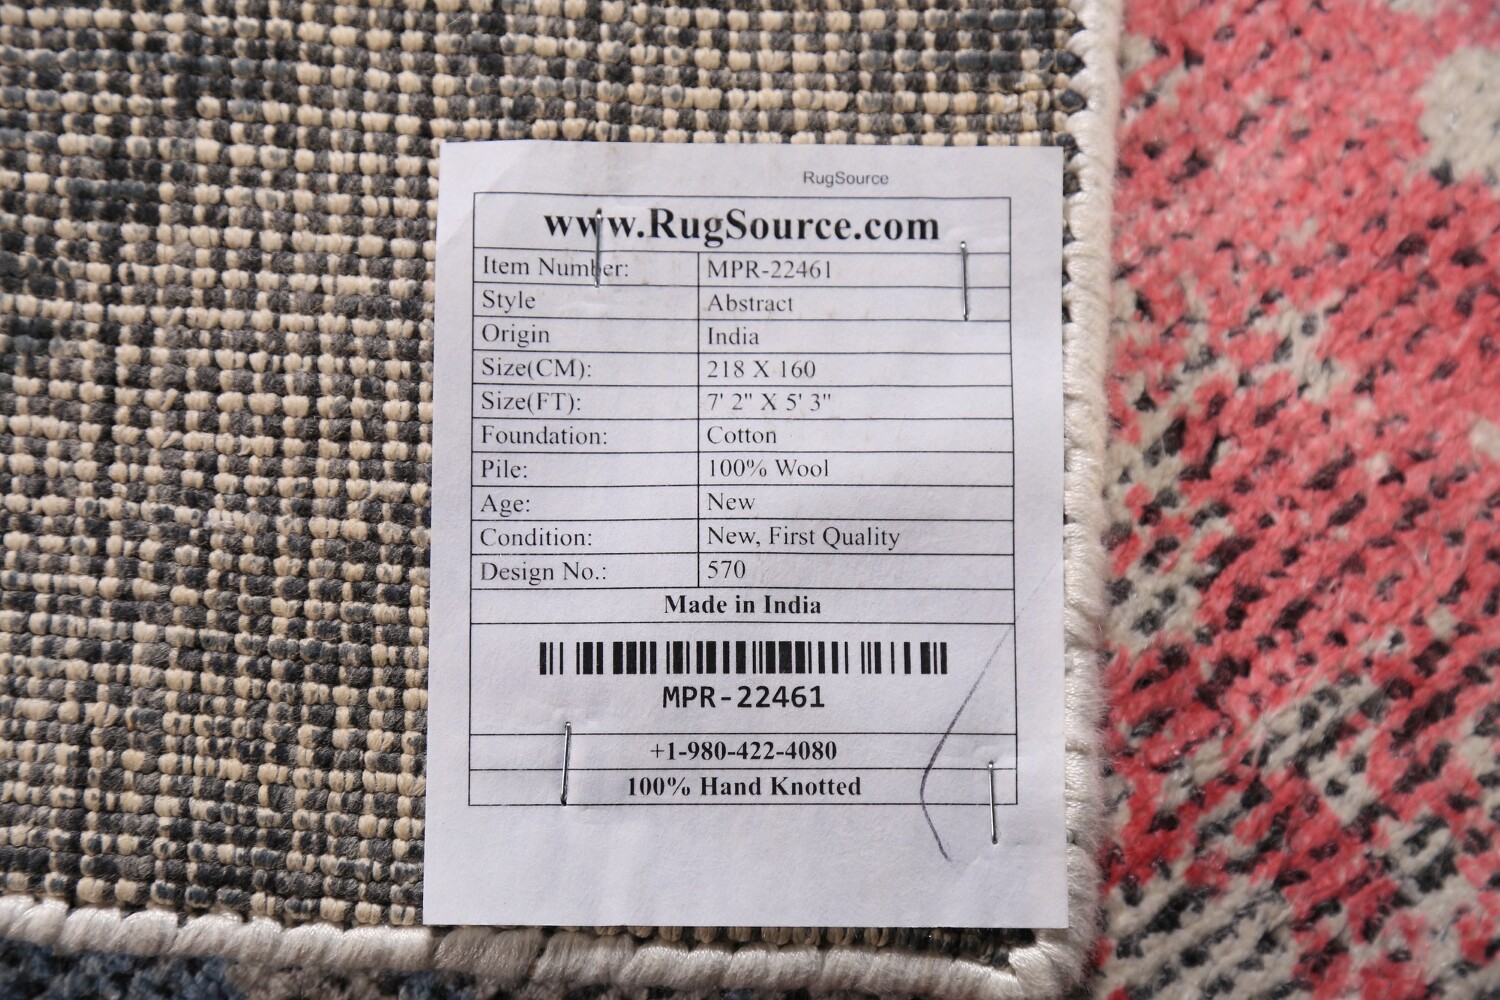 RugSource
www.RugSource.com
Item Number: MPR-22461
Style Abstract
Origin India
Size(CM): 218 X 160
Size(FT): 7' 2" X 5' 3"
Foundation: Cotton
Pile: 100% Wool
Age: New
Condition: New, First Quality
Design No.: 570
Made in India
MPR-22461
+1-980-422-4080
100% Hand Knotted